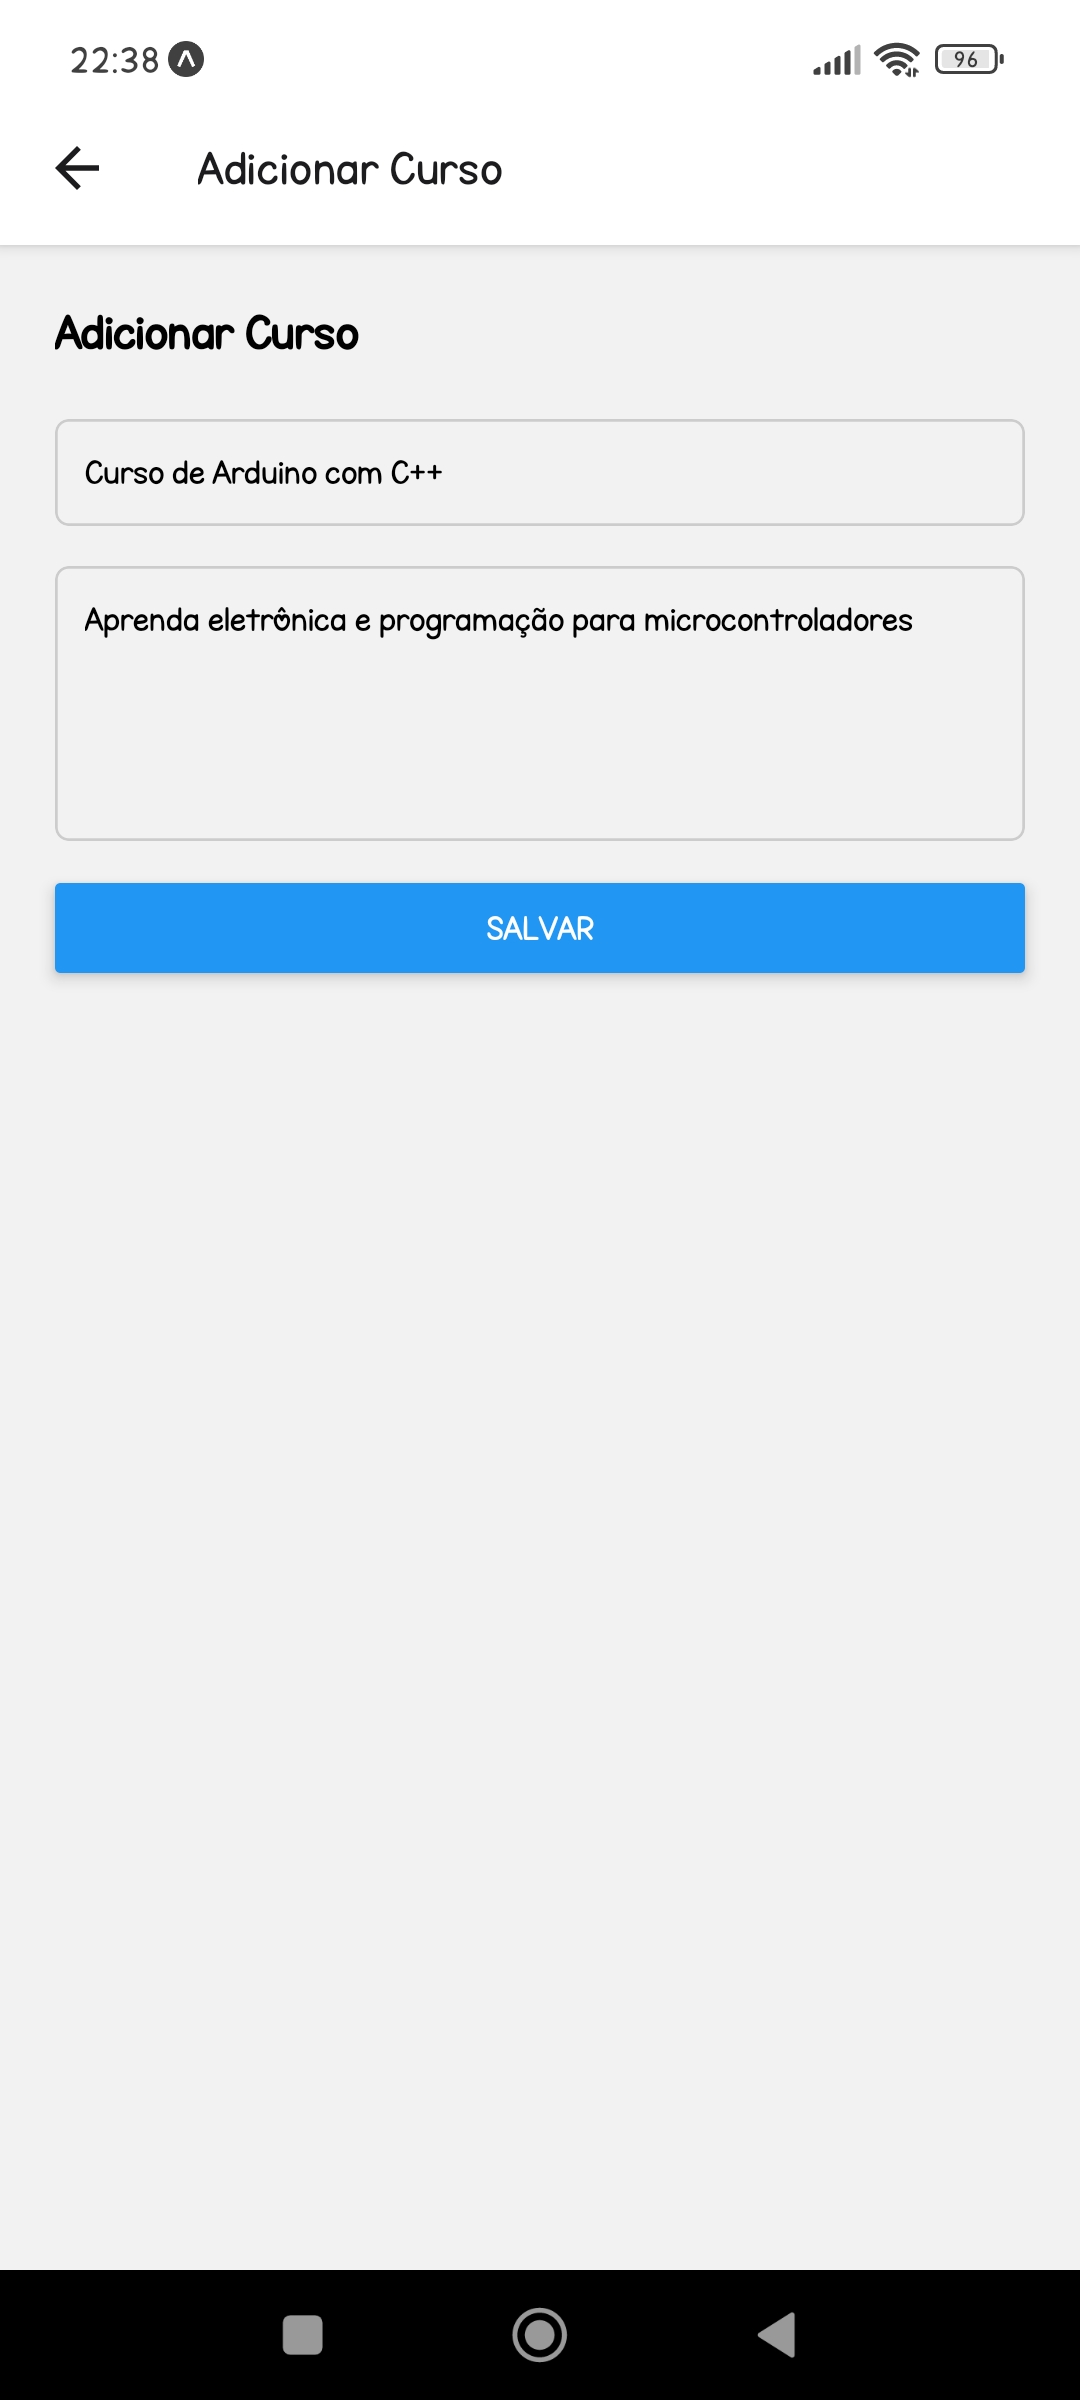 22:38
96
Adicionar Curso
Adicionar Curso
Curso de Arduino com C++
Aprenda eletrônica e programação para microcontroladores
SALVAR